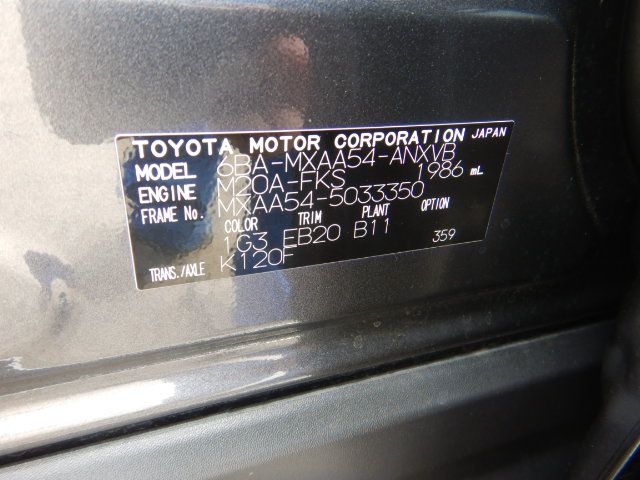 TOYOTA MOTOR CORPORATION JAPAN
MODEL 6BA-MXAA54-ANXVB
ENGINE M20A-FKS 1986 mL
FRAME No. MXAA54-5033350
COLOR TRIM PLANT OPTION
1G3 EB20 B11 359
TRANS./AXLE K120F